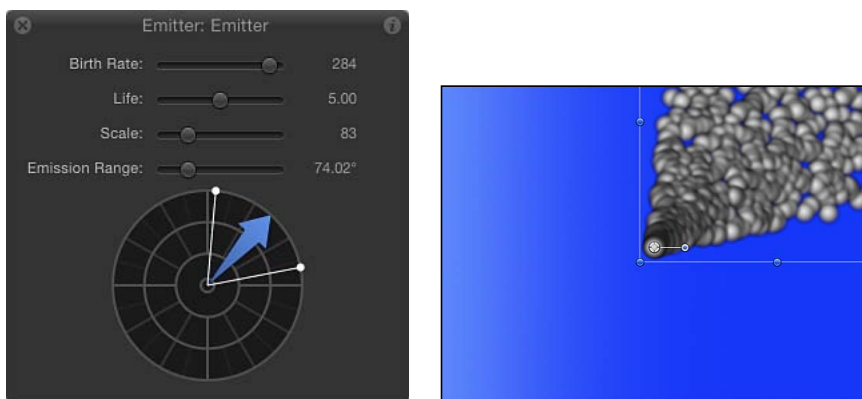 Emitter: Emitter
Birth Rate: 284
Life: 5.00
Scale: 83
Emission Range: 74.02°